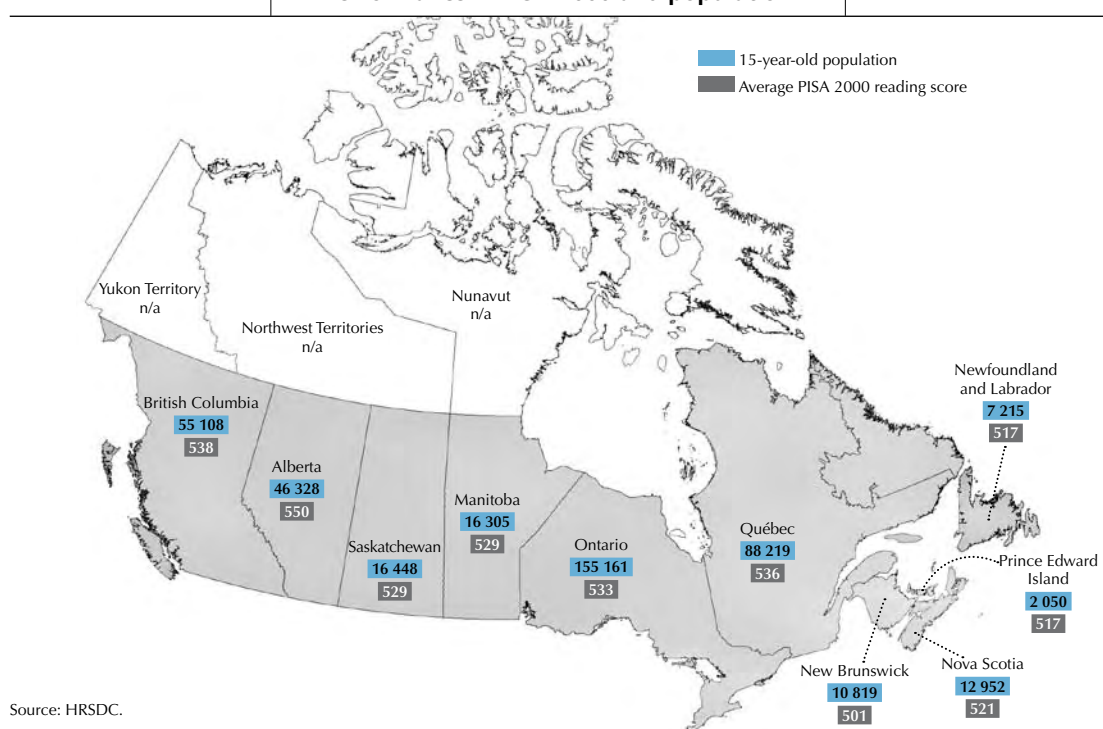 15-year-old population
Average PISA 2000 reading score
Yukon Territory
n/a
Northwest Territories
n/a
Nunavut
n/a
British Columbia
55 108
538
Alberta
46 328
550
Saskatchewan
16 448
529
Manitoba
16 305
529
Ontario
155 161
533
Québec
88 219
536
Newfoundland
and Labrador
7 215
517
Prince Edward
Island
2 050
517
New Brunswick
10 819
501
Nova Scotia
12 952
521
Source: HRSDC.